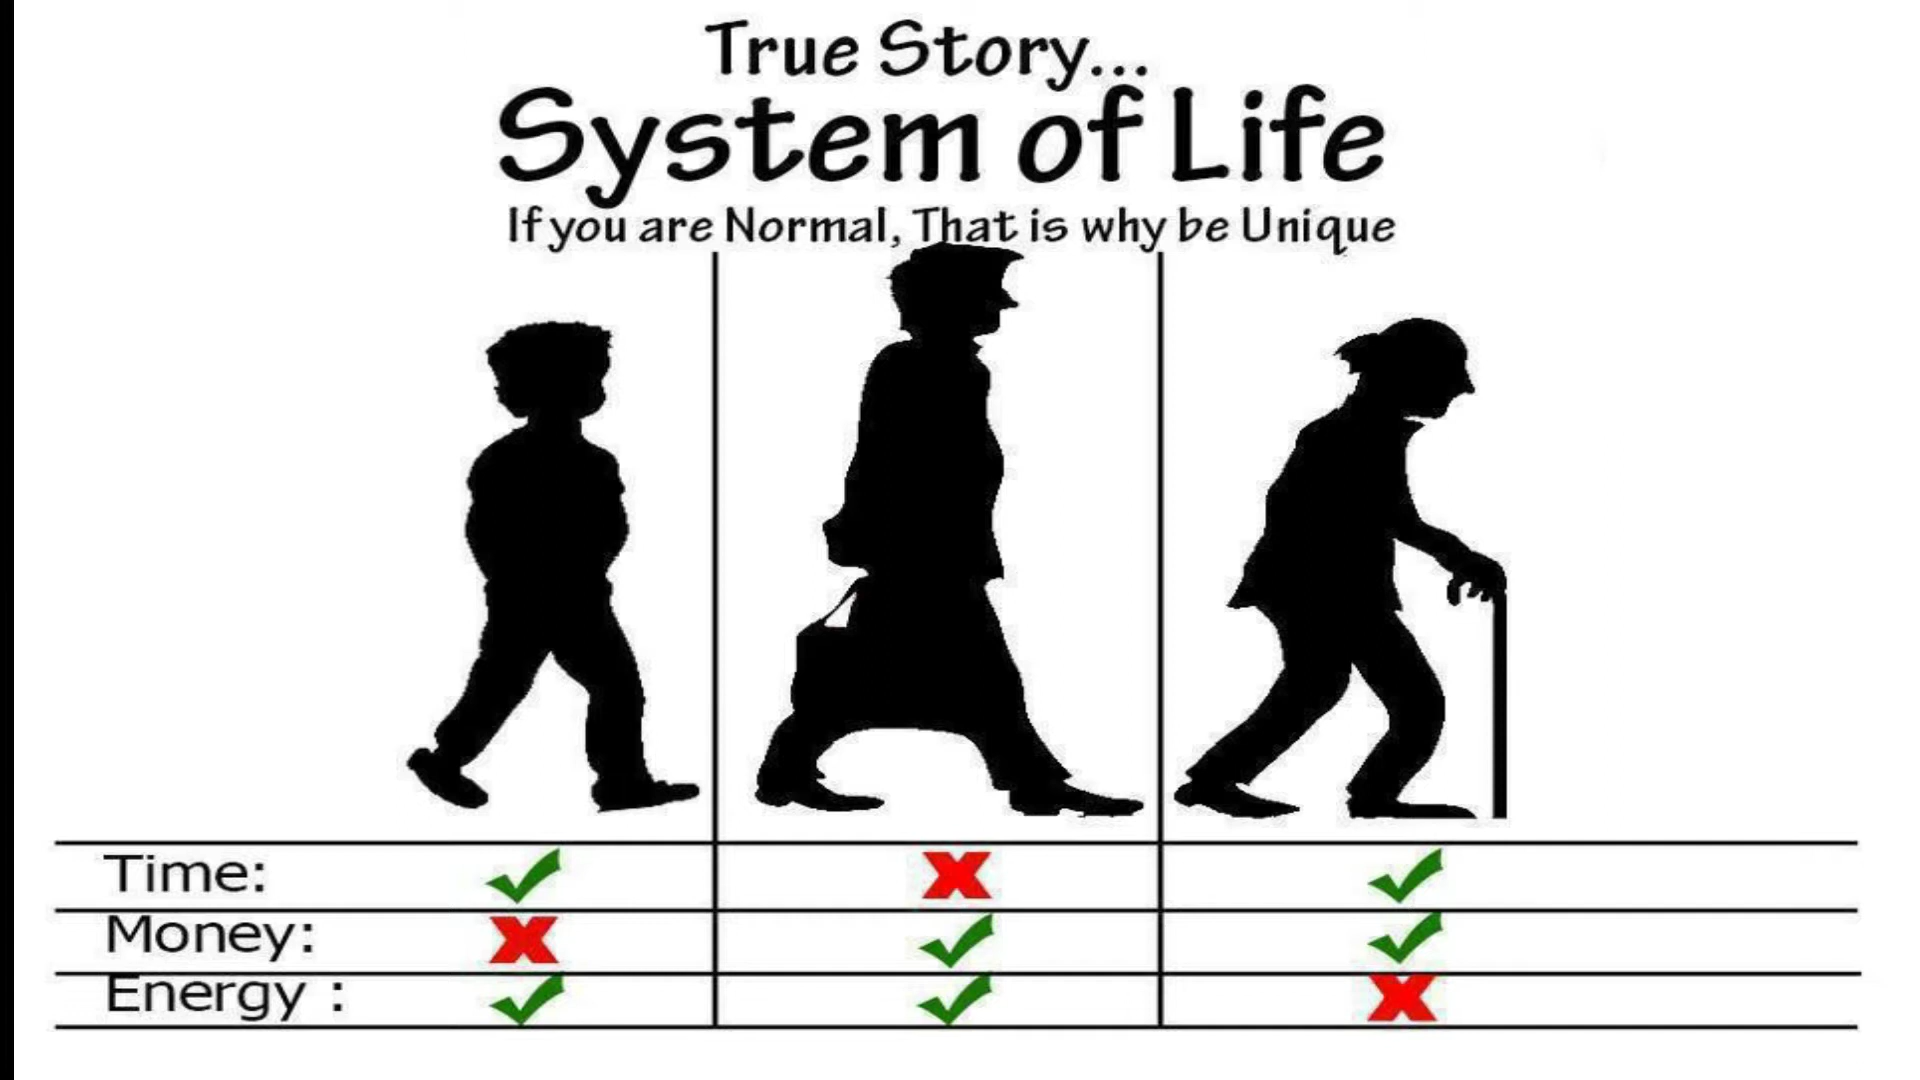 True Story...
System of Life
If you are Normal, That is why be Unique
Time:
Money:
Energy :